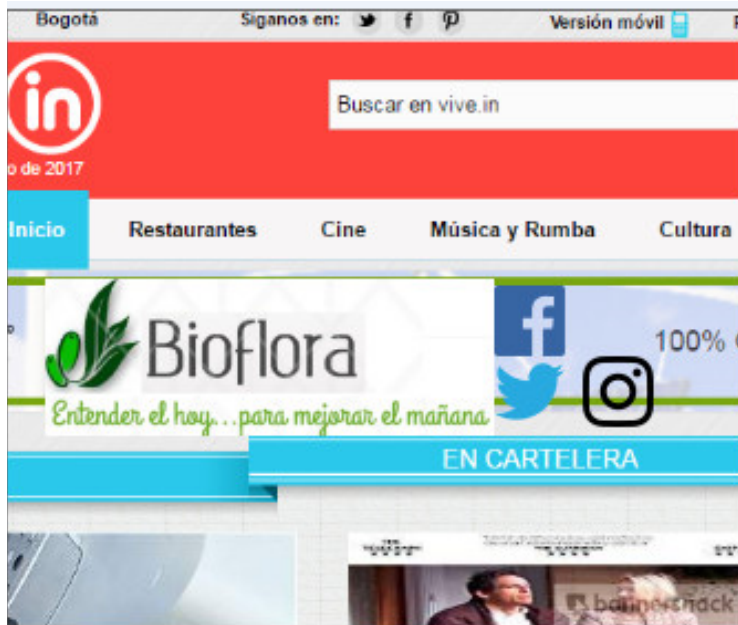 Bogotá Síganos en: Versión móvil
in Buscar en vive.in
o de 2017
Inicio Restaurantes Cine Música y Rumba Cultura
Bioflora 100%
Entender el hoy...para mejorar el mañana
EN CARTELERA
bannersnack